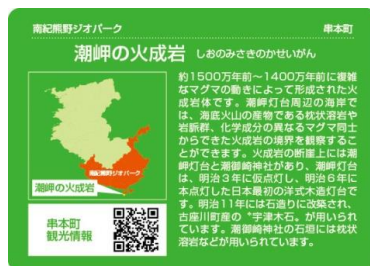 南紀熊野ジオパーク
串本町
潮岬の火成岩 しおのみさきのかせいがん
約1500万年前〜1400万年前に複雑
なマグマの動きによって形成された火
成岩体です。潮岬灯台周辺の海岸で
は、海底火山の産物である枕状溶岩や
岩脈群、化学成分の異なるマグマ同士
からできた火成岩の境界を観察するこ
とができます。火成岩の断崖上には潮
岬灯台と潮御崎神社があり、潮岬灯台
は、明治3年に仮点灯し、明治6年に
本点灯した日本最初の洋式木造灯台で
す。明治11年には石造りに改築され、
古座川町産の〝宇津木石〟が用いられ
ています。潮御崎神社の石垣には枕状
溶岩などが用いられています。
南紀熊野ジオパーク
潮岬の火成岩
串本町
観光情報